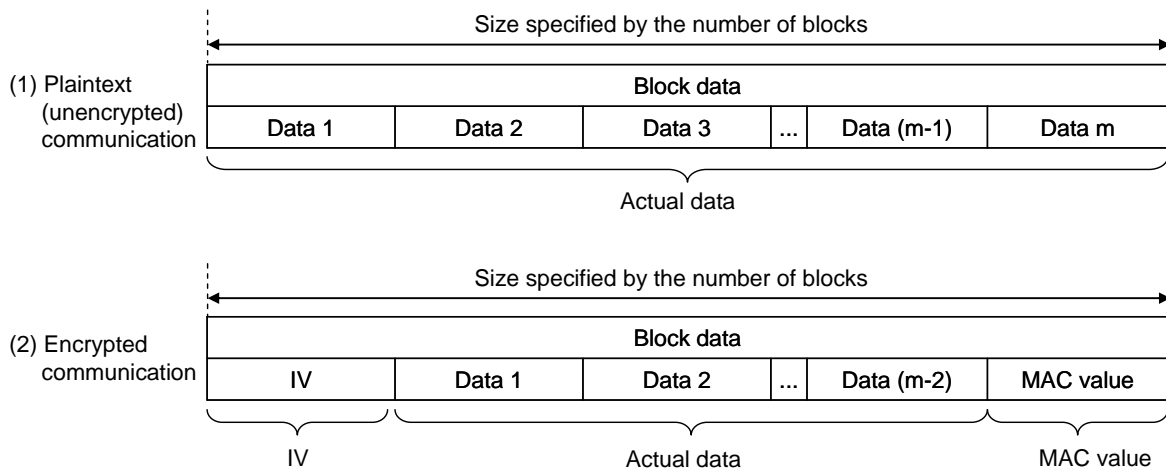 Size specified by the number of blocks
(1) Plaintext
(unencrypted)
communication
Block data
Data 1 Data 2 Data 3 ... Data (m-1) Data m
Actual data
Size specified by the number of blocks
(2) Encrypted
communication
Block data
IV Data 1 Data 2 ... Data (m-2) MAC value
IV Actual data MAC value